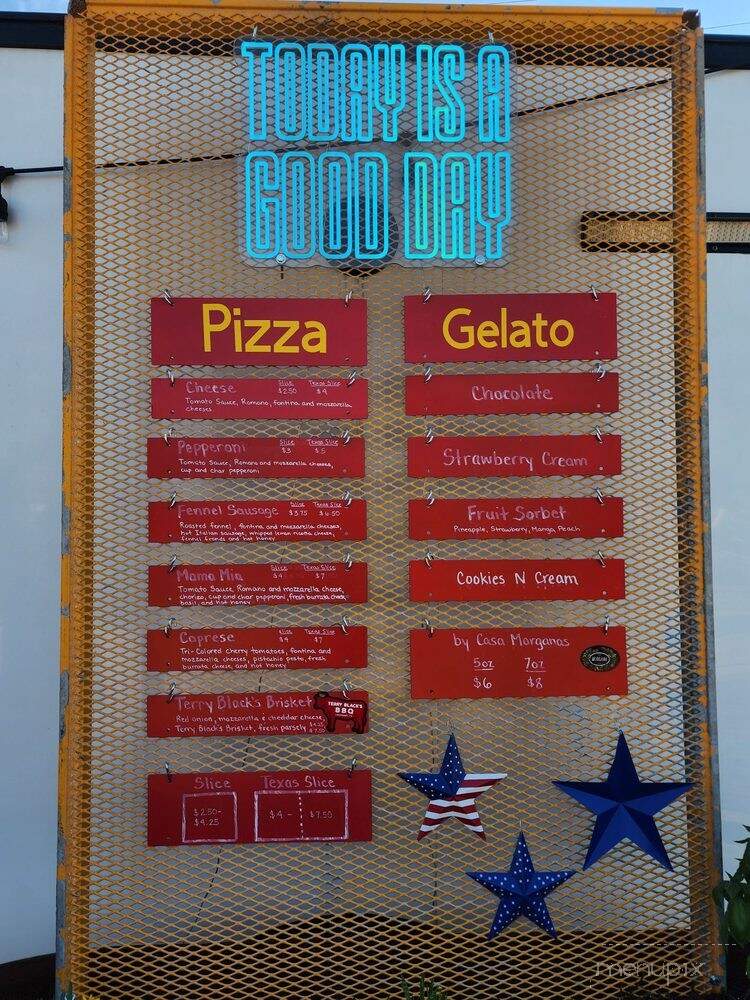 TODAY IS A
GOOD DAY
Pizza
Cheese Slice Texas Slice
$2.50 $4
Tomato Sauce, Romano, fontina, and mozzarella
cheeses
Pepperoni Slice Texas Slice
$3 $5
Tomato Sauce, Romano and mozzarella cheeses,
cup and char pepperoni
Fennel Sausage Slice Texas Slice
$3.75 $6.50
Roasted fennel, fontina and mozzarella cheeses,
hot Italian sausage, whipped lemon ricotta cheese,
fennel fronds and hot honey
Mama Mia Slice Texas Slice
$4 $7
Tomato Sauce, Romano and mozzarella cheese,
chorizo, cup and char pepperoni, fresh burrata cheese,
basil, and hot honey
Caprese Slice Texas Slice
$4 $7
Tri-Colored Cherry tomatoes, fontina and
mozzarella cheeses, pistachio pesto, fresh
burrata cheese, and hot honey
Terry Black's Brisket
Red onion, mozzarella & cheddar cheese,
Terry Black's Brisket, fresh parsely $4.25
$7.50
TERRY BLACK'S
BBQ
Slice Texas Slice
$2.50- $4 - $7.50
$4.25
Gelato
Chocolate
Strawberry Cream
Fruit Sorbet
Pineapple, Strawberry, Mango, Peach
Cookies N Cream
by Casa Morganas
5oz 7oz
$6 $8
menupix